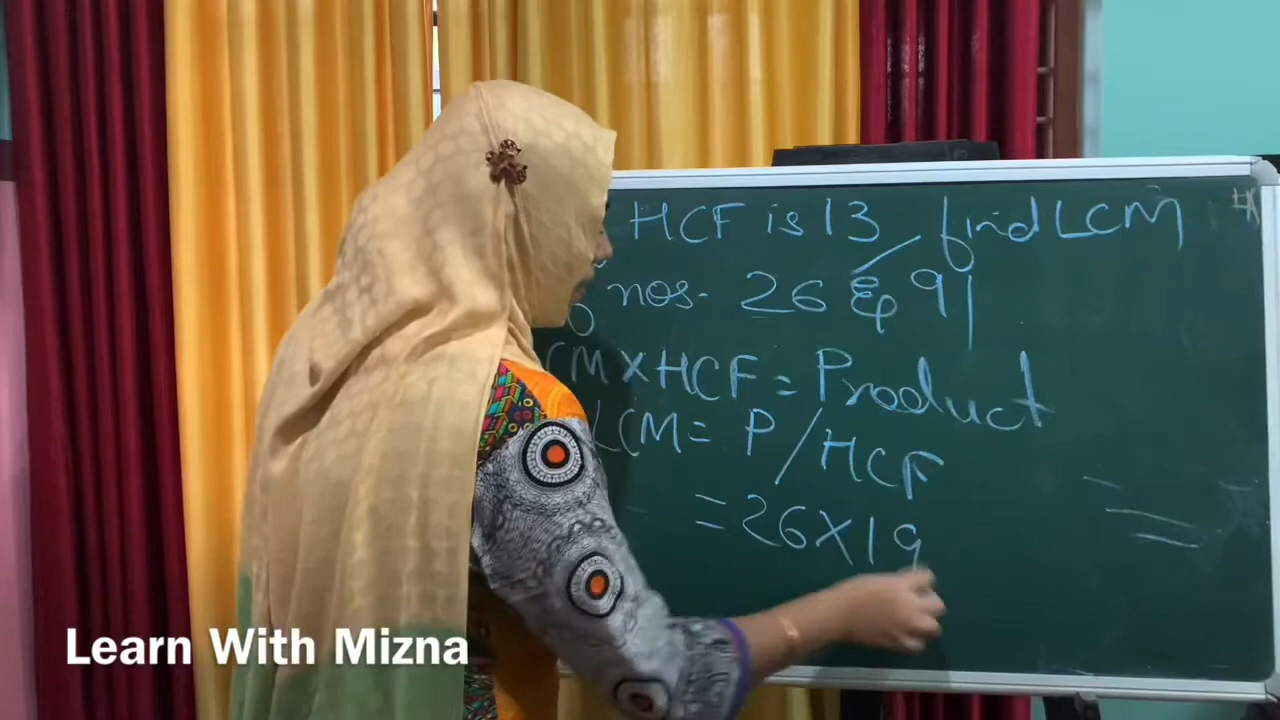 HCF is 13, find LCM
nos. 26 & 91
CM X HCF = Product
LCM = P / HCF
= 26 X 19
Learn With Mizna